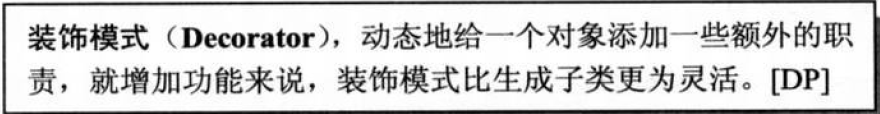 装饰模式（Decorator），动态地给一个对象添加一些额外的职
责，就增加功能来说，装饰模式比生成子类更为灵活。[DP]